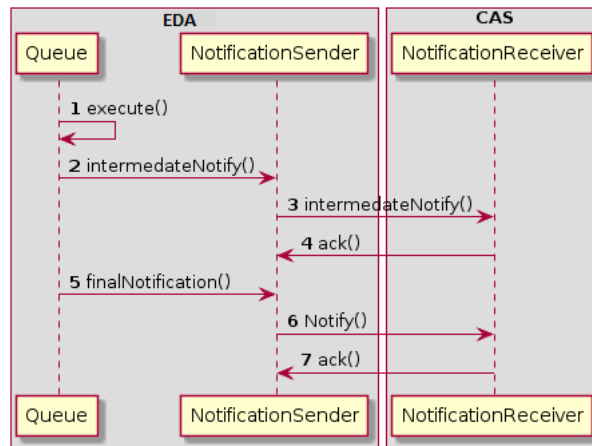 EDA CAS
Queue NotificationSender NotificationReceiver
1 execute()
2 intermedateNotify()
3 intermedateNotify()
4 ack()
5 finalNotification()
6 Notify()
7 ack()
Queue NotificationSender NotificationReceiver